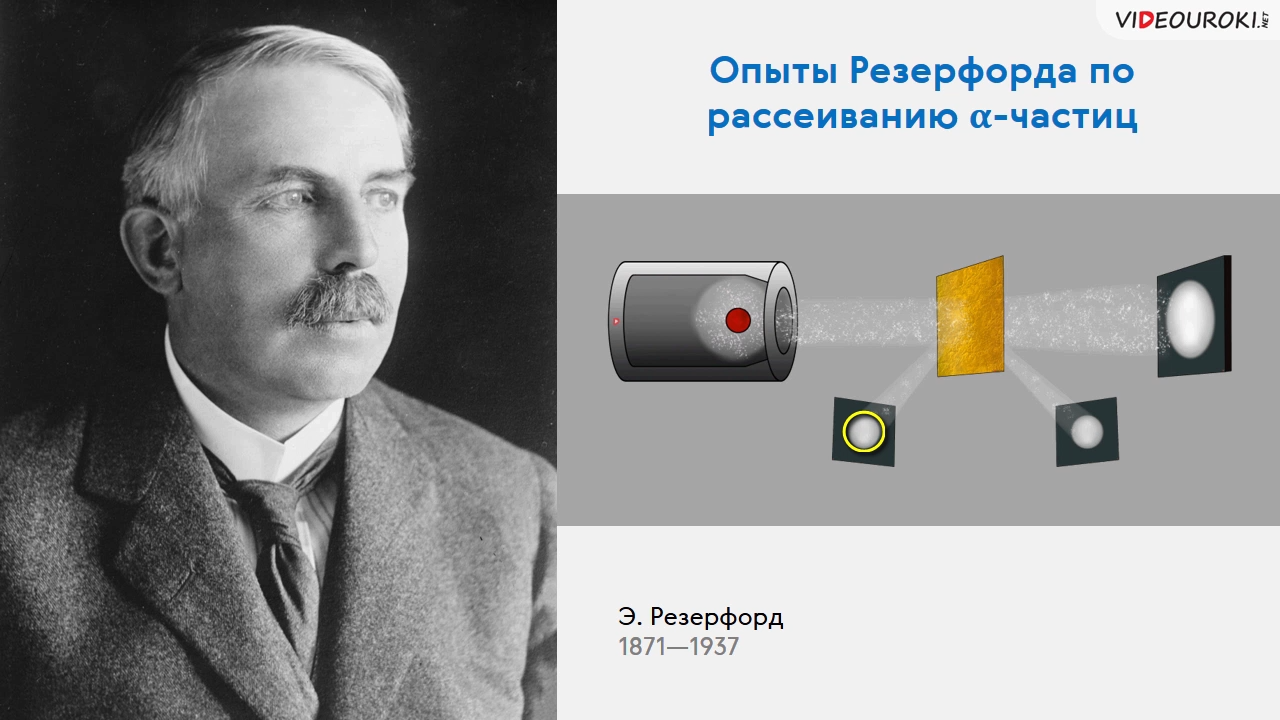 VIDEOUROKI.NET
Опыты Резерфорда по
рассеиванию α-частиц
Э. Резерфорд
1871—1937